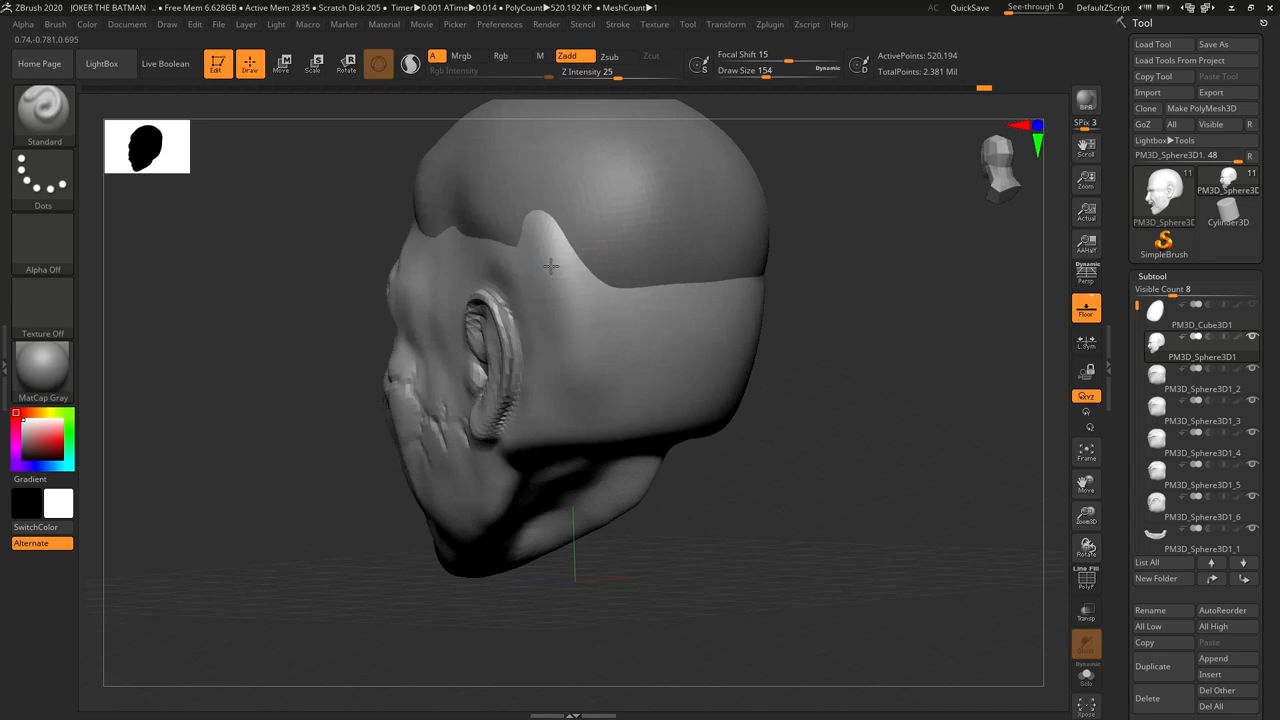 ZBrush 2020 JOKER THE BATMAN • Free Mem 6.628GB • Active Mem 2835 • Scratch Disk 205 • Timer▶0.001 ATime▶0.014 • PolyCount▶520.192 KP • MeshCount▶1 AC QuickSave See-through 0 Menus DefaultZScript
Alpha Brush Color Document Draw Edit File Layer Light Macro Marker Material Movie Picker Preferences Render Stencil Stroke Texture Tool Transform Zplugin Zscript Help
0.74,-0.781,0.695
Home Page LightBox Live Boolean Edit Draw Move Scale Rotate
A Mrgb Rgb M Zadd Zsub Zcut
Rgb Intensity Z Intensity 25
Focal Shift 15
Draw Size 154 Dynamic
ActivePoints: 520,194
TotalPoints: 2.381 Mil
Standard
Dots
Alpha Off
Texture Off
MatCap Gray
Gradient
SwitchColor
Alternate
BPR
SPix 3
Scroll
Zoom
Actual
AAHalf
Dynamic
Persp
Floor
L.Sym
XYZ
Frame
Move
Zoom3D
Rotate
Line Fill
PolyF
Transp
Dynamic
Solo
Xpose
Tool
Load Tool Save As
Load Tools From Project
Copy Tool Paste Tool
Import Export
Clone Make PolyMesh3D
GoZ All Visible R
Lightbox▶Tools
PM3D_Sphere3D1. 48 R
11 11
PM3D_Sphere3D
PM3D_Sphere3D Cylinder3D
SimpleBrush
Subtool
Visible Count 8
PM3D_Cube3D1
PM3D_Sphere3D1
PM3D_Sphere3D1_2
PM3D_Sphere3D1_3
PM3D_Sphere3D1_4
PM3D_Sphere3D1_5
PM3D_Sphere3D1_6
PM3D_Sphere3D1_1
List All
New Folder
Rename AutoReorder
All Low All High
Copy Paste
Duplicate Append
Insert
Delete Del Other
Del All